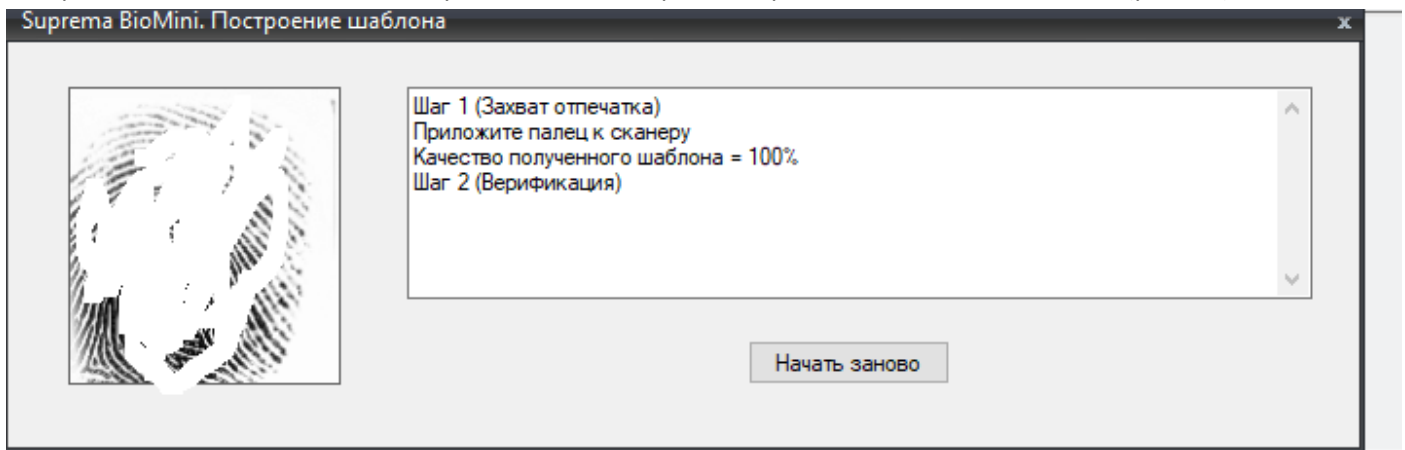 Suprema BioMini. Построение шаблона
x
Шаг 1 (Захват отпечатка)
Приложите палец к сканеру
Качество полученного шаблона = 100%
Шаг 2 (Верификация)
Начать заново